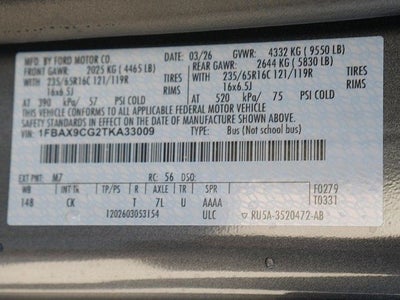 MFD. BY FORD MOTOR CO.
03/26 GVWR: 4332 KG ( 9550 LB)
FRONT GAWR: 2025 KG ( 4465 LB) REAR GAWR: 2644 KG ( 5830 LB)
235/65R16C 121/119R TIRES 235/65R16C 121/119R TIRES
16x6.5J RIMS 16x6.5J RIMS
AT 390 kPa/ 57 PSI COLD AT 520 kPa/ 75 PSI COLD
THIS VEHICLE CONFORMS TO ALL APPLICABLE FEDERAL MOTOR VEHICLE
SAFETY STANDARDS IN EFFECT ON THE DATE OF MANUFACTURE SHOWN ABOVE.
VIN: 1FBAX9CG2TKA33009 TYPE: Bus (Not school bus)
EXT PNT: M7 RC: 56 DSO:
WB INT TR TP/PS R AXLE TR SPR F0279
148 CK T 7L U AAAA T0331
1202603053154 ULC RU5A-3520472-AB